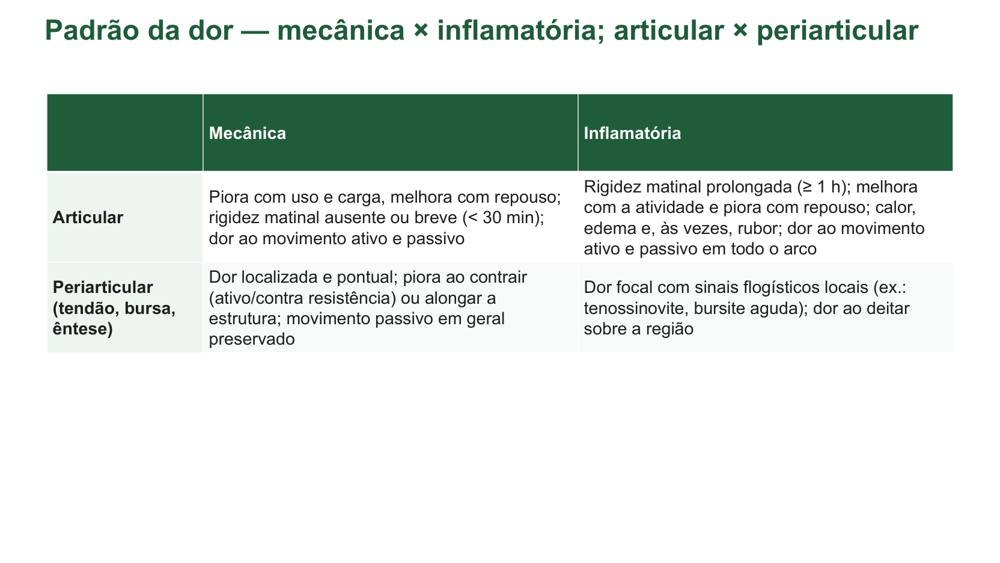 Padrão da dor — mecânica × inflamatória; articular × periarticular
Mecânica
Inflamatória
Articular
Piora com uso e carga, melhora com repouso;
rigidez matinal ausente ou breve (< 30 min);
dor ao movimento ativo e passivo
Rigidez matinal prolongada (≥ 1 h); melhora
com a atividade e piora com repouso; calor,
edema e, às vezes, rubor; dor ao movimento
ativo e passivo em todo o arco
Periarticular
(tendão, bursa,
êntese)
Dor localizada e pontual; piora ao contrair
(ativo/contra resistência) ou alongar a
estrutura; movimento passivo em geral
preservado
Dor focal com sinais flogísticos locais (ex.:
tenossinovite, bursite aguda); dor ao deitar
sobre a região